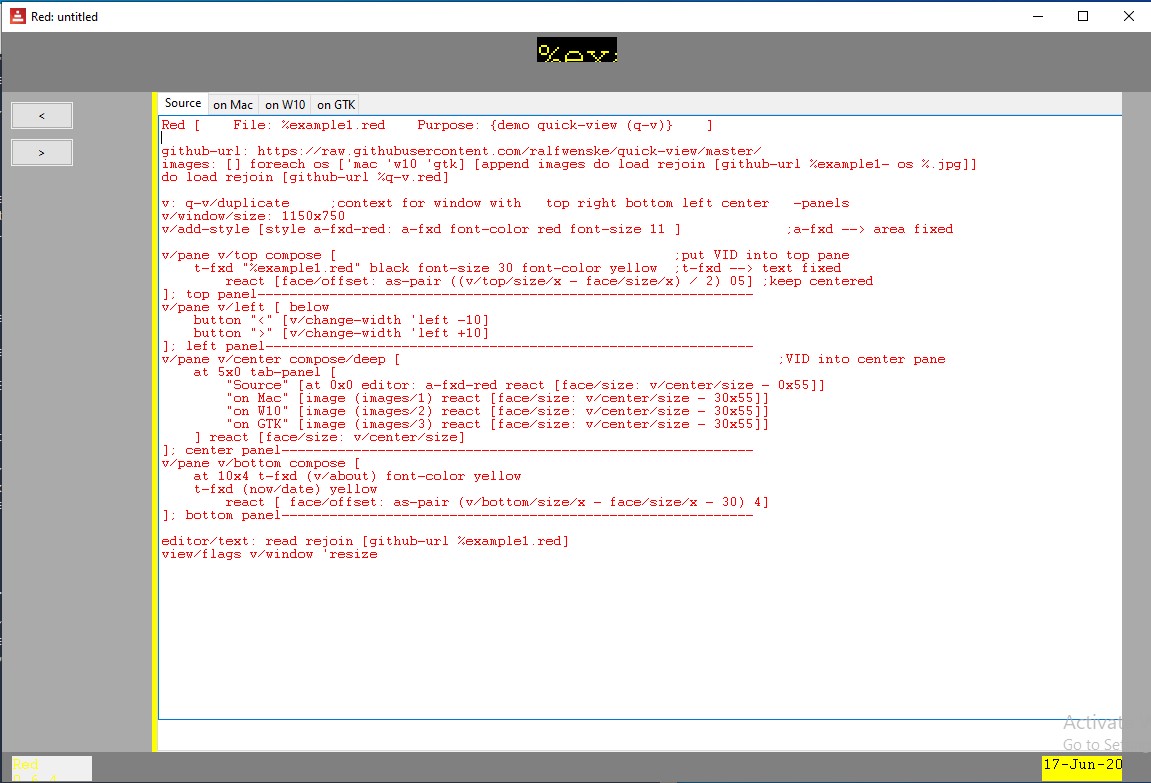 Red: untitled
%ex
<
>
Source on Mac on W10 on GTK
Red [    File: %example1.red    Purpose: {demo quick-view (q-v)}    ]
github-url: https://raw.githubusercontent.com/ralfwenske/quick-view/master/
images: [] foreach os ['mac 'w10 'gtk] [append images do load rejoin [github-url %example1- os %.jpg]]
do load rejoin [github-url %q-v.red]
v: q-v/duplicate     ;context for window with   top right bottom left center   -panels
v/window/size: 1150x750
v/add-style [style a-fxd-red: a-fxd font-color red font-size 11 ]             ;a-fxd --> area fixed
v/pane v/top compose [                                           ;put VID into top pane
    t-fxd "%example1.red" black font-size 30 font-color yellow  ;t-fxd --> text fixed
        react [face/offset: as-pair ((v/top/size/x - face/size/x) / 2) 05] ;keep centered
]; top panel--------------------------------------------------------------
v/pane v/left [ below
    button "<" [v/change-width 'left -10]
    button ">" [v/change-width 'left +10]
]; left panel-------------------------------------------------------------
v/pane v/center compose/deep [                                                ;VID into center pane
    at 5x0 tab-panel [
        "Source" [at 0x0 editor: a-fxd-red react [face/size: v/center/size - 0x55]]
        "on Mac" [image (images/1) react [face/size: v/center/size - 30x55]]
        "on W10" [image (images/2) react [face/size: v/center/size - 30x55]]
        "on GTK" [image (images/3) react [face/size: v/center/size - 30x55]]
    ] react [face/size: v/center/size]
]; center panel-----------------------------------------------------------
v/pane v/bottom compose [
    at 10x4 t-fxd (v/about) font-color yellow
    t-fxd (now/date) yellow
        react [ face/offset: as-pair (v/bottom/size/x - face/size/x - 30) 4]
]; bottom panel-----------------------------------------------------------
editor/text: read rejoin [github-url %example1.red]
view/flags v/window 'resize
Activat
Go to Se
Red
17-Jun-20